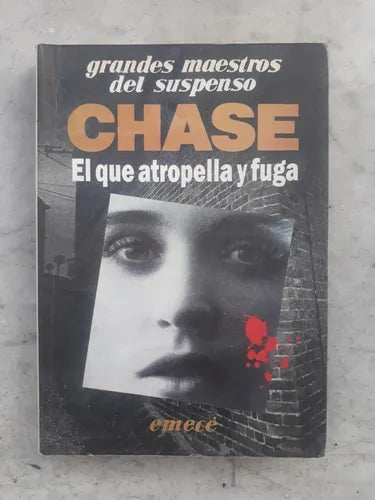 grandes maestros
del suspenso
CHASE
El que atropella y fuga
emecé